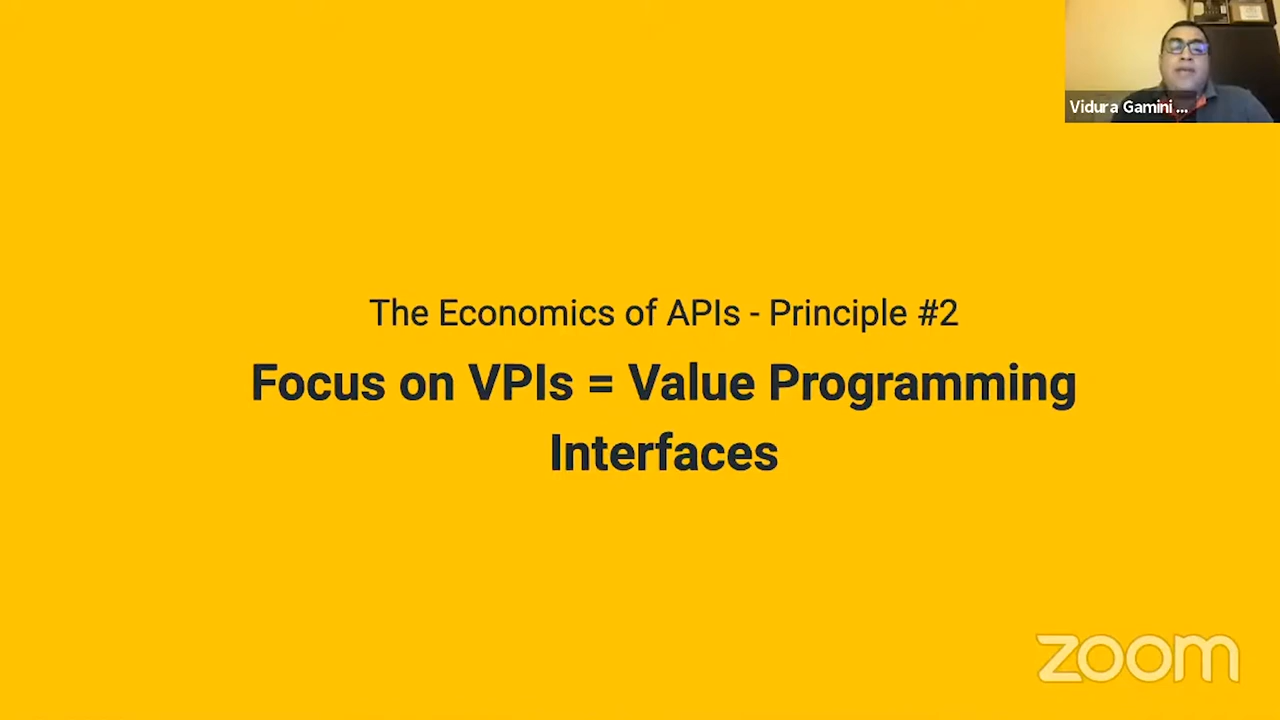 Vidura Gamini ...
The Economics of APIs - Principle #2
Focus on VPIs = Value Programming
Interfaces
zoom